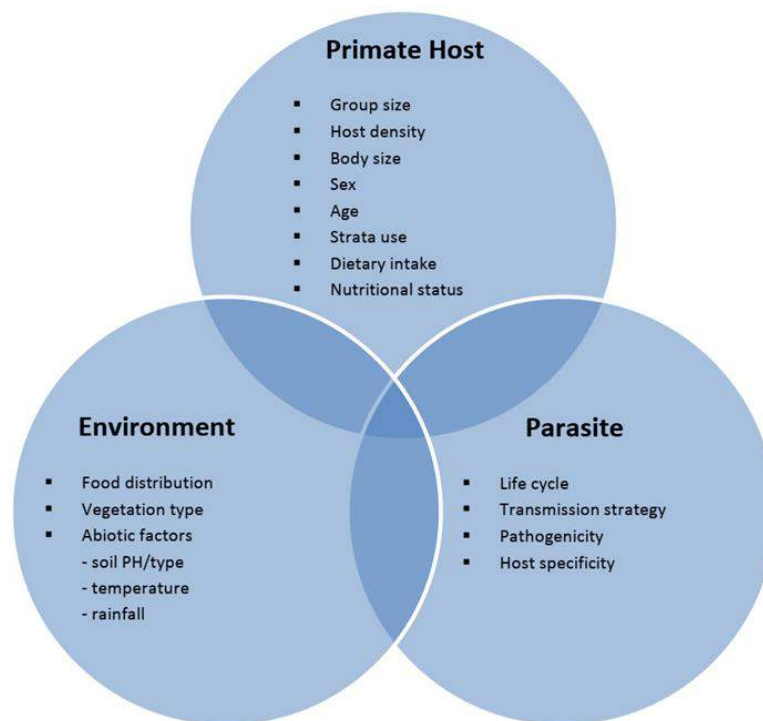 Primate Host
▪ Group size
▪ Host density
▪ Body size
▪ Sex
▪ Age
▪ Strata use
▪ Dietary intake
▪ Nutritional status
Environment
▪ Food distribution
▪ Vegetation type
▪ Abiotic factors
- soil PH/type
- temperature
- rainfall
Parasite
▪ Life cycle
▪ Transmission strategy
▪ Pathogenicity
▪ Host specificity